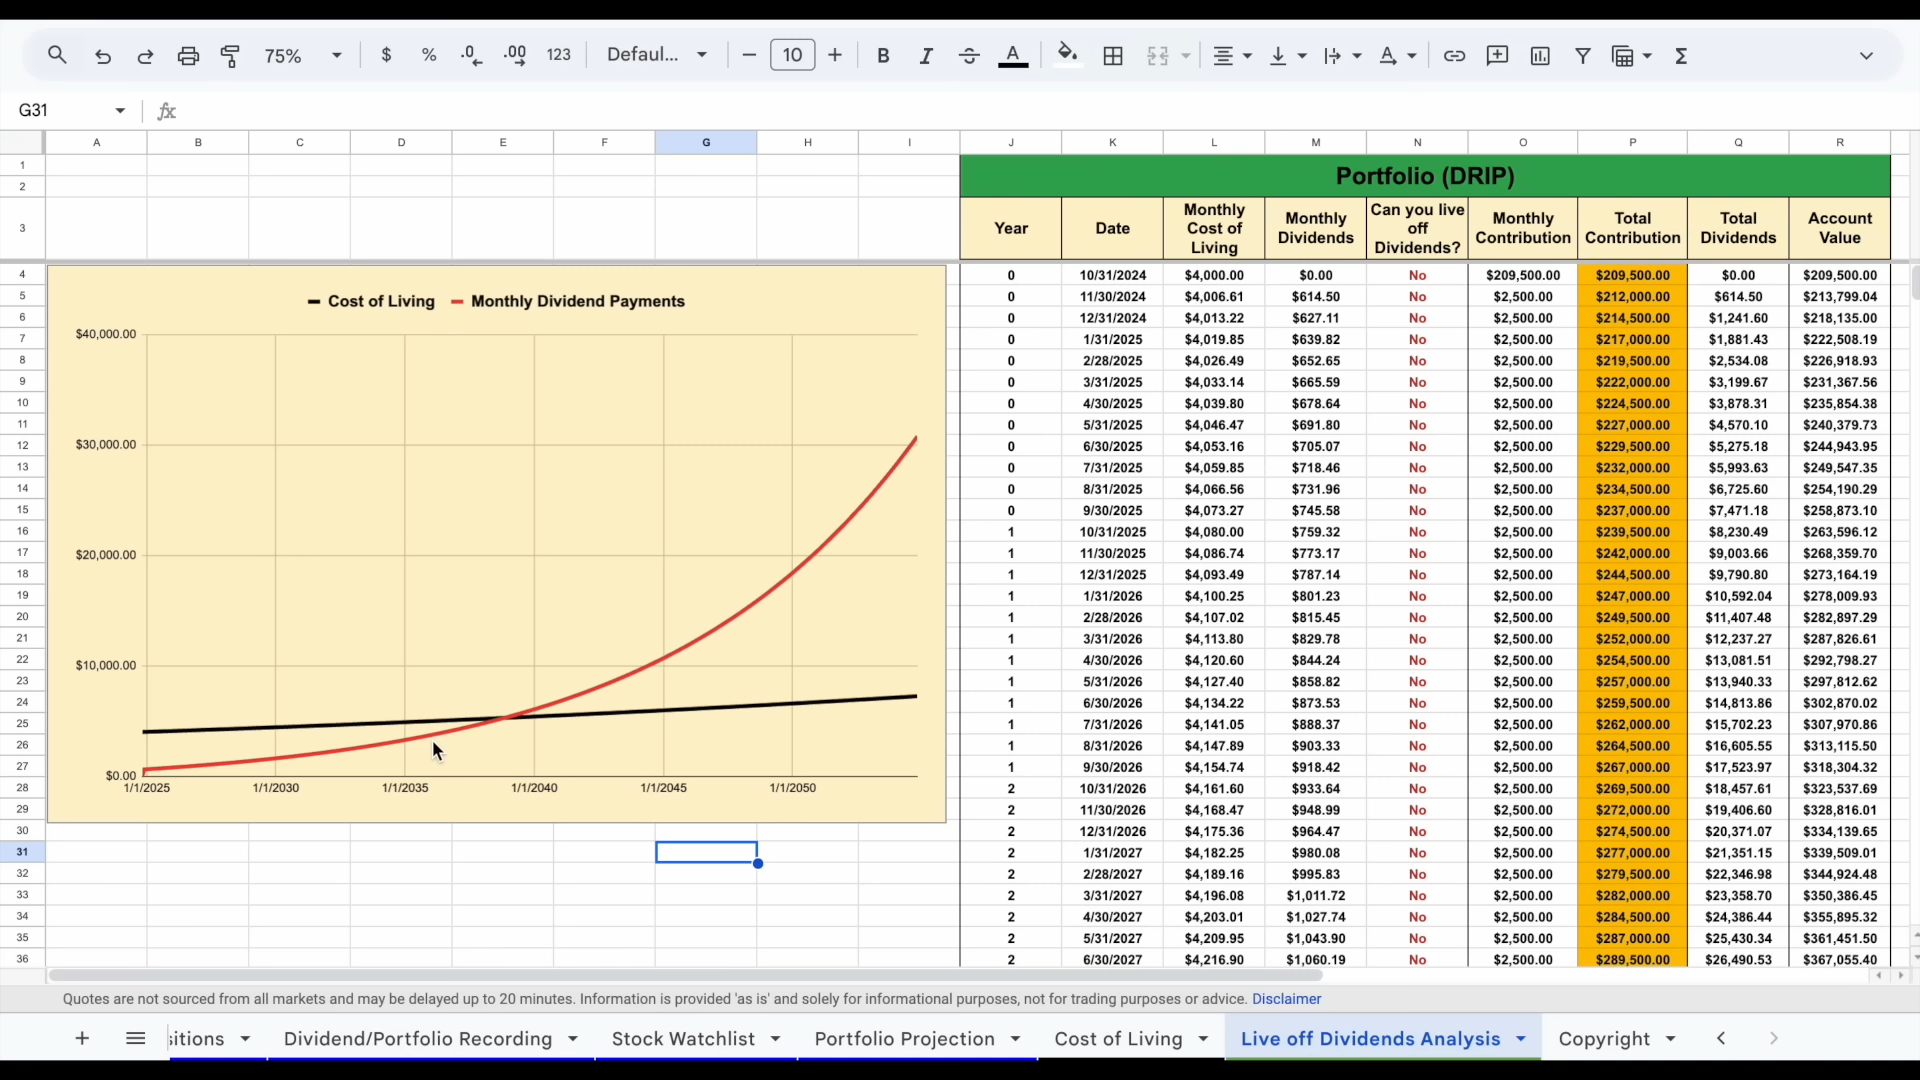 75% $ % .0 .00 123 Defaul... 10 B I A A Σ
G31 fx
A B C D E F G H I J K L M N O P Q R
1
2 Portfolio (DRIP)
3 Year Date Monthly Cost of Living Monthly Dividends Can you live off Dividends? Monthly Contribution Total Contribution Total Dividends Account Value
4 0 10/31/2024 $4,000.00 $0.00 No $209,500.00 $209,500.00 $0.00 $209,500.00
5 0 11/30/2024 $4,006.61 $614.50 No $2,500.00 $212,000.00 $614.50 $213,799.04
6 0 12/31/2024 $4,013.22 $627.11 No $2,500.00 $214,500.00 $1,241.60 $218,135.00
7 0 1/31/2025 $4,019.85 $639.82 No $2,500.00 $217,000.00 $1,881.43 $222,508.19
8 0 2/28/2025 $4,026.49 $652.65 No $2,500.00 $219,500.00 $2,534.08 $226,918.93
9 0 3/31/2025 $4,033.14 $665.59 No $2,500.00 $222,000.00 $3,199.67 $231,367.56
10 0 4/30/2025 $4,039.80 $678.64 No $2,500.00 $224,500.00 $3,878.31 $235,854.38
11 0 5/31/2025 $4,046.47 $691.80 No $2,500.00 $227,000.00 $4,570.10 $240,379.73
12 0 6/30/2025 $4,053.16 $705.07 No $2,500.00 $229,500.00 $5,275.18 $244,943.95
13 0 7/31/2025 $4,059.85 $718.46 No $2,500.00 $232,000.00 $5,993.63 $249,547.35
14 0 8/31/2025 $4,066.56 $731.96 No $2,500.00 $234,500.00 $6,725.60 $254,190.29
15 0 9/30/2025 $4,073.27 $745.58 No $2,500.00 $237,000.00 $7,471.18 $258,873.10
16 1 10/31/2025 $4,080.00 $759.32 No $2,500.00 $239,500.00 $8,230.49 $263,596.12
17 1 11/30/2025 $4,086.74 $773.17 No $2,500.00 $242,000.00 $9,003.66 $268,359.70
18 1 12/31/2025 $4,093.49 $787.14 No $2,500.00 $244,500.00 $9,790.80 $273,164.19
19 1 1/31/2026 $4,100.25 $801.23 No $2,500.00 $247,000.00 $10,592.04 $278,009.93
20 1 2/28/2026 $4,107.02 $815.45 No $2,500.00 $249,500.00 $11,407.48 $282,897.29
21 1 3/31/2026 $4,113.80 $829.78 No $2,500.00 $252,000.00 $12,237.27 $287,826.61
22 1 4/30/2026 $4,120.60 $844.24 No $2,500.00 $254,500.00 $13,081.51 $292,798.27
23 1 5/31/2026 $4,127.40 $858.82 No $2,500.00 $257,000.00 $13,940.33 $297,812.62
24 1 6/30/2026 $4,134.22 $873.53 No $2,500.00 $259,500.00 $14,813.86 $302,870.02
25 1 7/31/2026 $4,141.05 $888.37 No $2,500.00 $262,000.00 $15,702.23 $307,970.86
26 1 8/31/2026 $4,147.89 $903.33 No $2,500.00 $264,500.00 $16,605.55 $313,115.50
27 1 9/30/2026 $4,154.74 $918.42 No $2,500.00 $267,000.00 $17,523.97 $318,304.32
28 2 10/31/2026 $4,161.60 $933.64 No $2,500.00 $269,500.00 $18,457.61 $323,537.69
29 2 11/30/2026 $4,168.47 $948.99 No $2,500.00 $272,000.00 $19,406.60 $328,816.01
30 2 12/31/2026 $4,175.36 $964.47 No $2,500.00 $274,500.00 $20,371.07 $334,139.65
31 2 1/31/2027 $4,182.25 $980.08 No $2,500.00 $277,000.00 $21,351.15 $339,509.01
32 2 2/28/2027 $4,189.16 $995.83 No $2,500.00 $279,500.00 $22,346.98 $344,924.48
33 2 3/31/2027 $4,196.08 $1,011.72 No $2,500.00 $282,000.00 $23,358.70 $350,386.45
34 2 4/30/2027 $4,203.01 $1,027.74 No $2,500.00 $284,500.00 $24,386.44 $355,895.32
35 2 5/31/2027 $4,209.95 $1,043.90 No $2,500.00 $287,000.00 $25,430.34 $361,451.50
36 2 6/30/2027 $4,216.90 $1,060.19 No $2,500.00 $289,500.00 $26,490.53 $367,055.40
Cost of Living Monthly Dividend Payments
$40,000.00
$30,000.00
$20,000.00
$10,000.00
$0.00
1/1/2025 1/1/2030 1/1/2035 1/1/2040 1/1/2045 1/1/2050
Quotes are not sourced from all markets and may be delayed up to 20 minutes. Information is provided 'as is' and solely for informational purposes, not for trading purposes or advice. Disclaimer
sitions Dividend/Portfolio Recording Stock Watchlist Portfolio Projection Cost of Living Live off Dividends Analysis Copyright